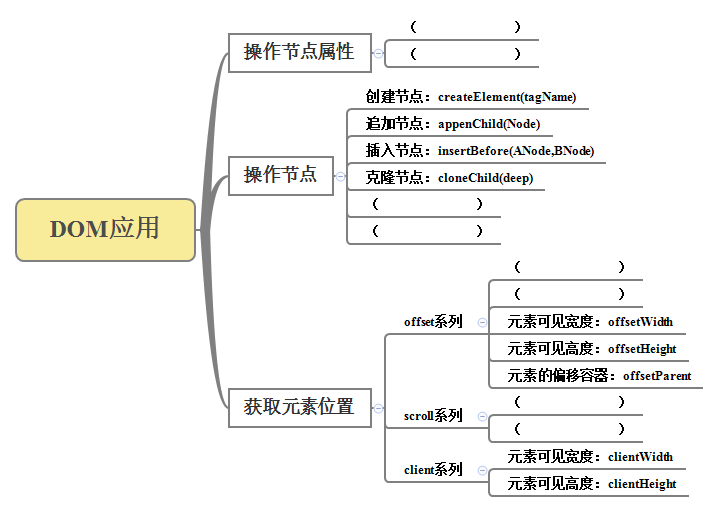 DOM应用
操作节点属性
（ ）
（ ）
操作节点
创建节点：createElement(tagName)
追加节点：appenChild(Node)
插入节点：insertBefore(ANode,BNode)
克隆节点：cloneChild(deep)
（ ）
（ ）
获取元素位置
offset系列
（ ）
（ ）
元素可见宽度：offsetWidth
元素可见高度：offsetHeight
元素的偏移容器：offsetParent
scroll系列
（ ）
（ ）
client系列
元素可见宽度：clientWidth
元素可见高度：clientHeight